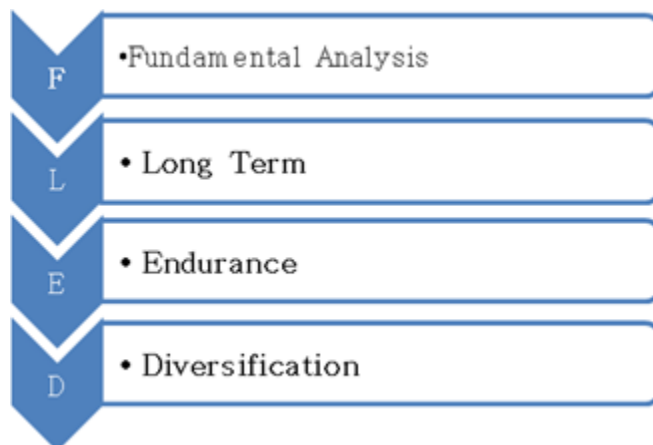 F
•Fundamental Analysis
L
• Long Term
E
• Endurance
D
• Diversification